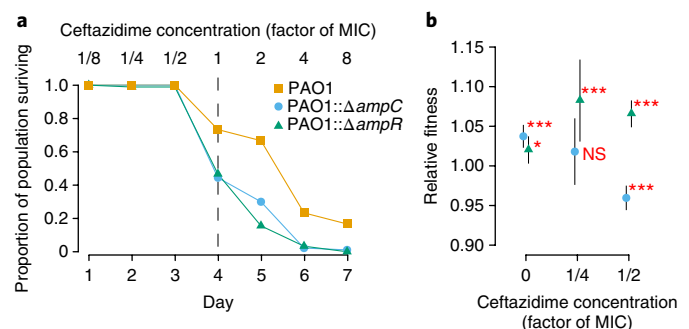 a
Ceftazidime concentration (factor of MIC)
1/8 1/4 1/2 1 2 4 8
Proportion of population suriving
1.0
0.8
0.6
0.4
0.2
0
PAO1
PAO1::ΔampC
PAO1::ΔampR
1 2 3 4 5 6 7
Day
b
Relative fitness
1.15
1.10
1.05
1.00
0.95
0.90
***
*
***
NS
***
***
0 1/4 1/2
Ceftazidime concentration
(factor of MIC)